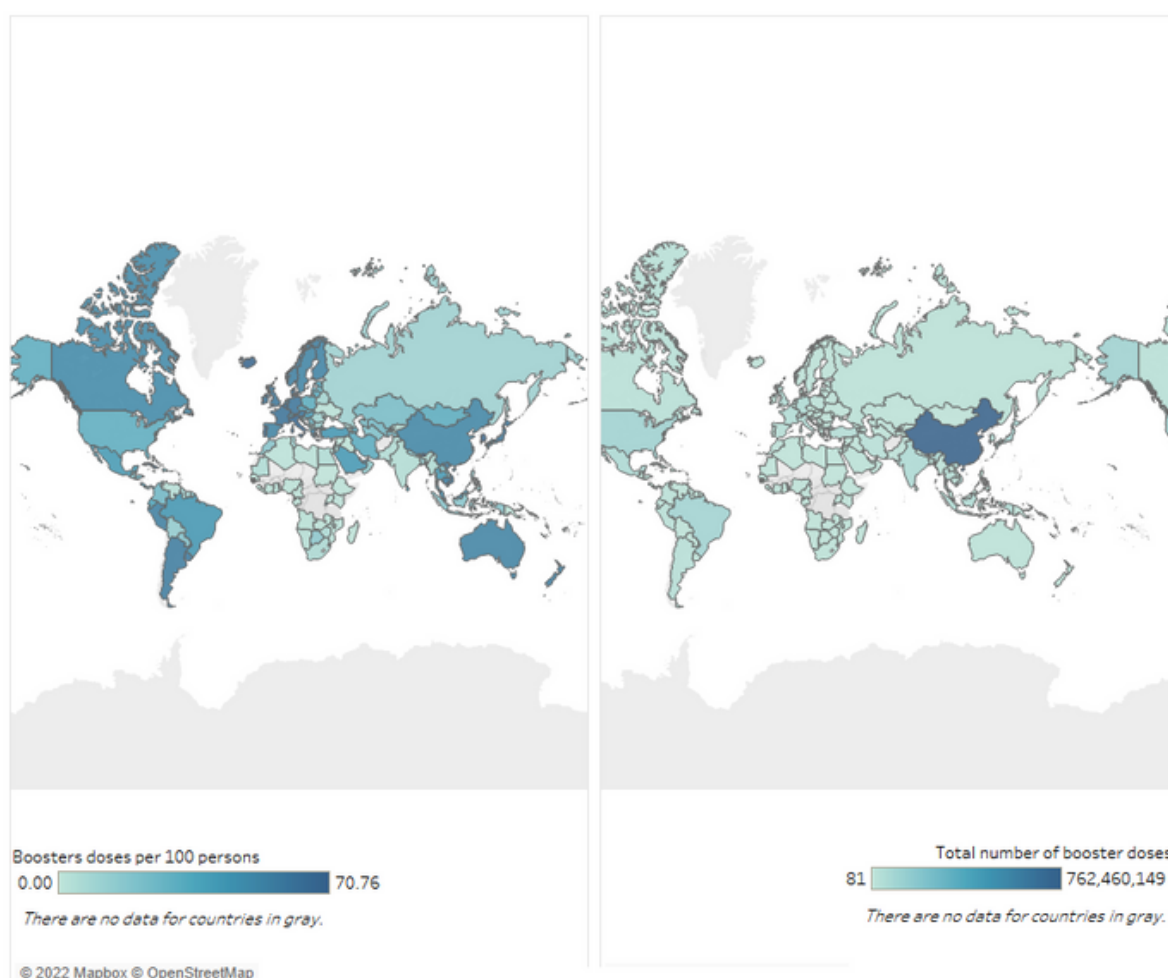 Boosters doses per 100 persons
0.00 70.76
There are no data for countries in gray.
© 2022 Mapbox © OpenStreetMap
Total number of booster doses
81 762,460,149
There are no data for countries in gray.